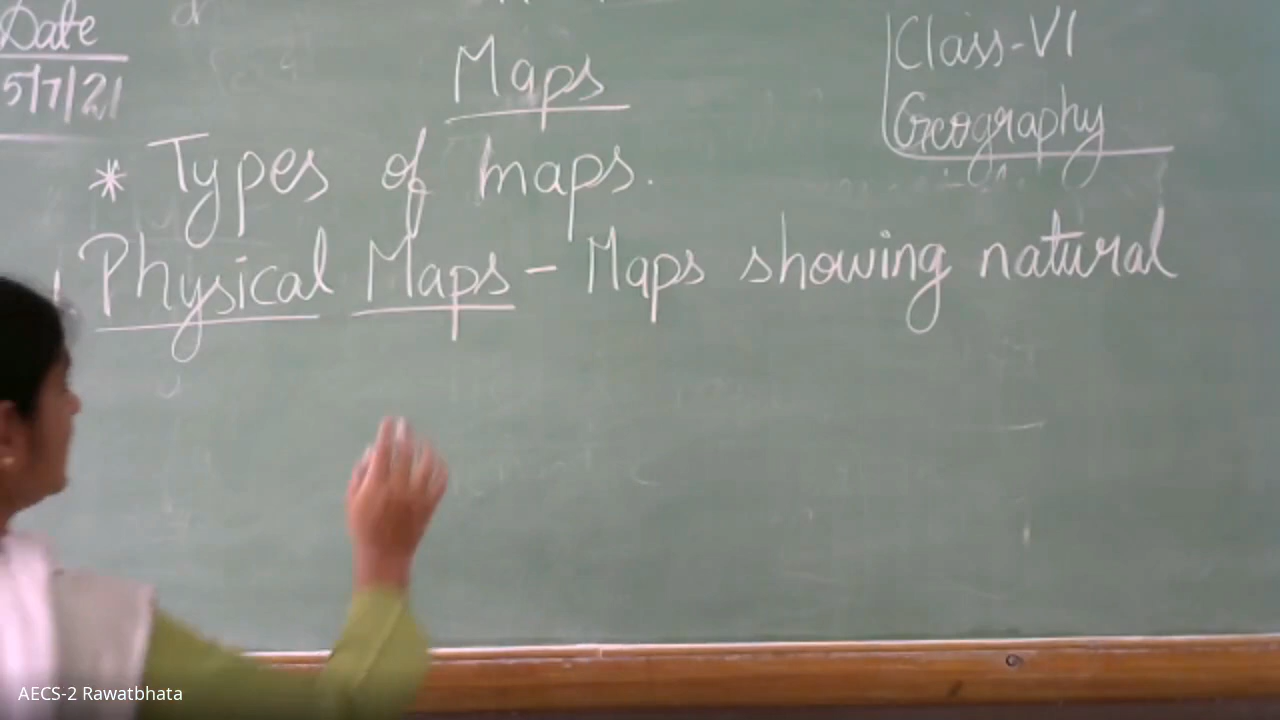 Date
5/7/21
Maps
Class-VI
Geography
* Types of maps.
1 Physical Maps - Maps showing natural
AECS-2 Rawatbhata